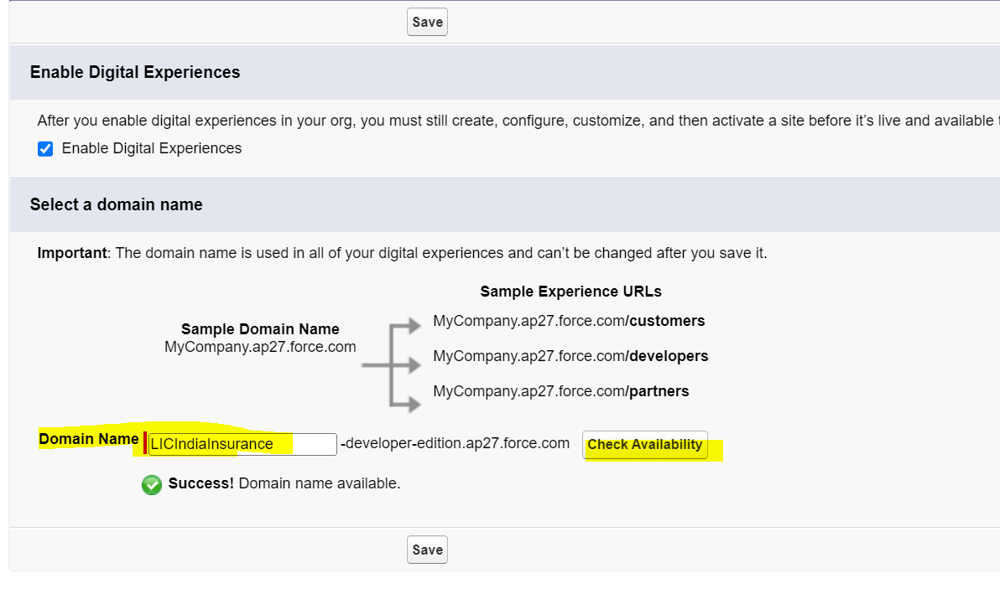 Save
Enable Digital Experiences
After you enable digital experiences in your org, you must still create, configure, customize, and then activate a site before it's live and available
Enable Digital Experiences
Select a domain name
Important: The domain name is used in all of your digital experiences and can't be changed after you save it.
Sample Experience URLs
Sample Domain Name
MyCompany.ap27.force.com
MyCompany.ap27.force.com/customers
MyCompany.ap27.force.com/developers
MyCompany.ap27.force.com/partners
Domain Name LICIndiaInsurance -developer-edition.ap27.force.com Check Availability
Success! Domain name available.
Save